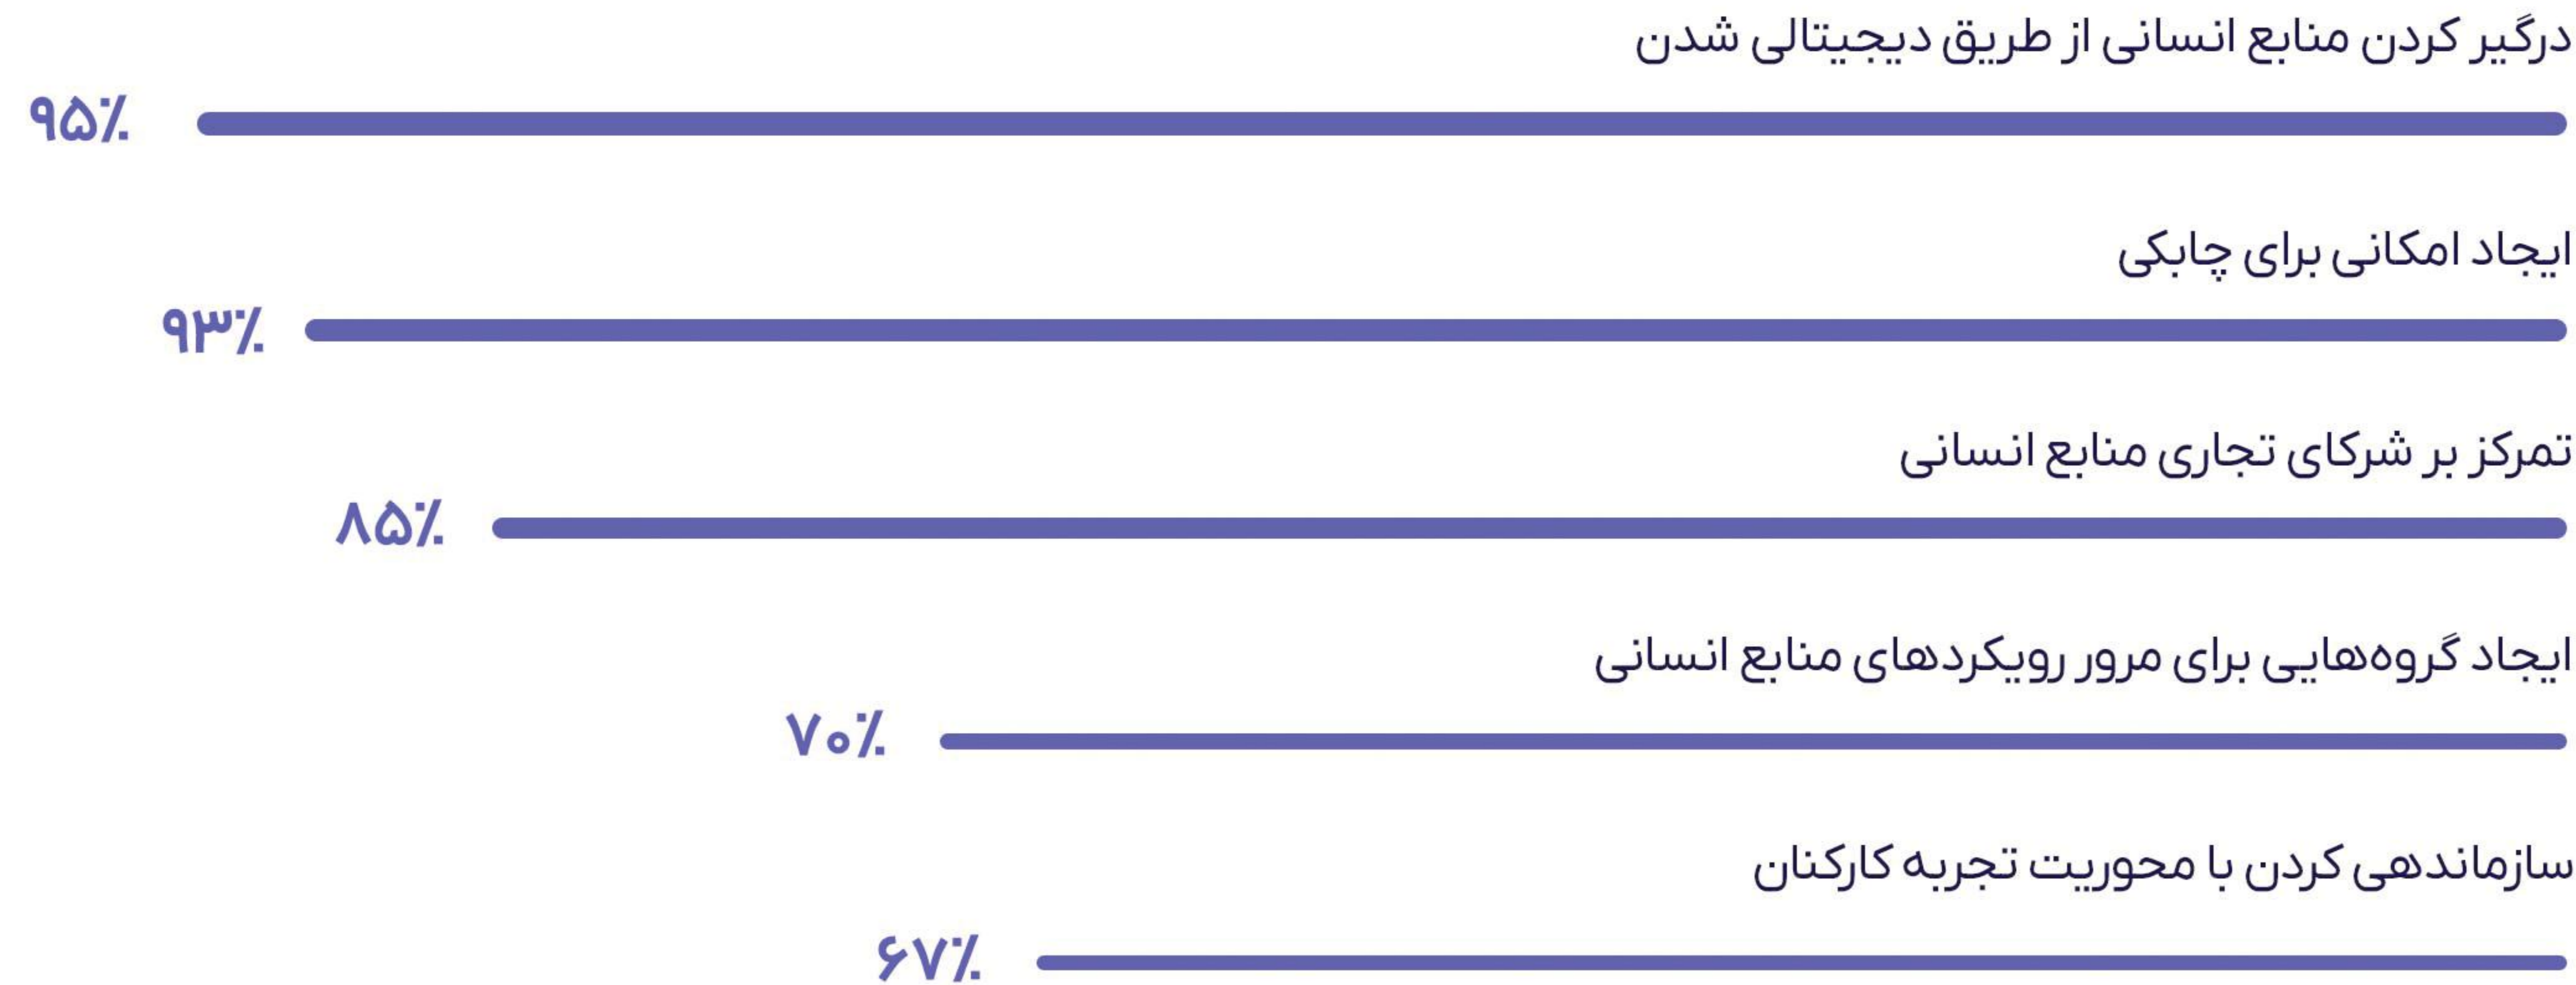 درگیر کردن منابع انسانی از طریق دیجیتالی شدن
۹۵٪
ایجاد امکانی برای چابکی
۹۳٪
تمرکز بر شرکای تجاری منابع انسانی
۸۵٪
ایجاد گروه‌هایی برای مرور رویکردهای منابع انسانی
۷۰٪
سازماندهی کردن با محوریت تجربه کارکنان
۶۷٪